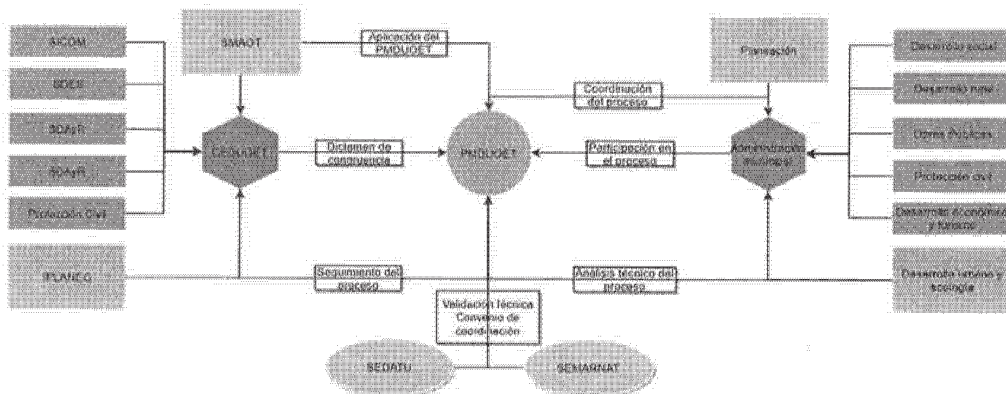 SICOM
SMAOT
Aplicación del
PMDUOET
Planeación
Desarrollo social
SDES
Coordinación
del proceso
Desarrollo rural
SDAyR
CEDUOET
Dictamen de
congruencia
PMDUOET
Participación en
el proceso
Administración
municipal
Obras Públicas
SDAyR
Protección civil
Protección Civil
Desarrollo económico
y turismo
IPLANEG
Seguimiento del
proceso
Análisis técnico del
proceso
Desarrollo urbano y
ecología
Validación técnica
Convenio de
coordinación
SEDATU
SEMARNAT